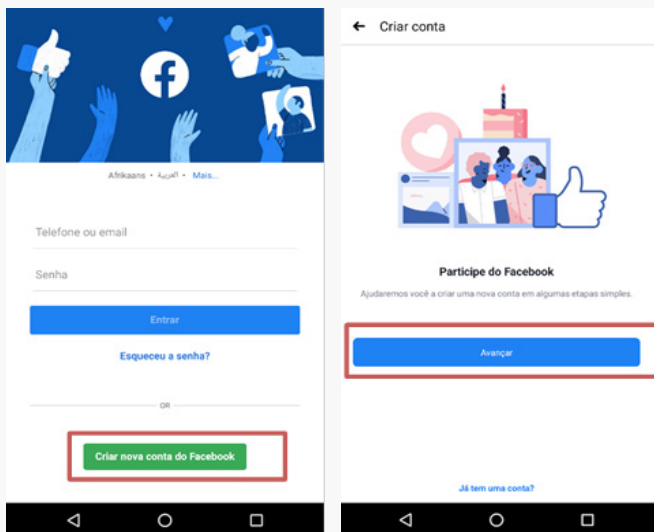 Afrikaans • العربية • Mais...
Telefone ou email
Senha
Entrar
Esqueceu a senha?
OR
Criar nova conta do Facebook
Criar conta
Participe do Facebook
Ajudaremos você a criar uma nova conta em algumas etapas simples.
Avançar
Já tem uma conta?